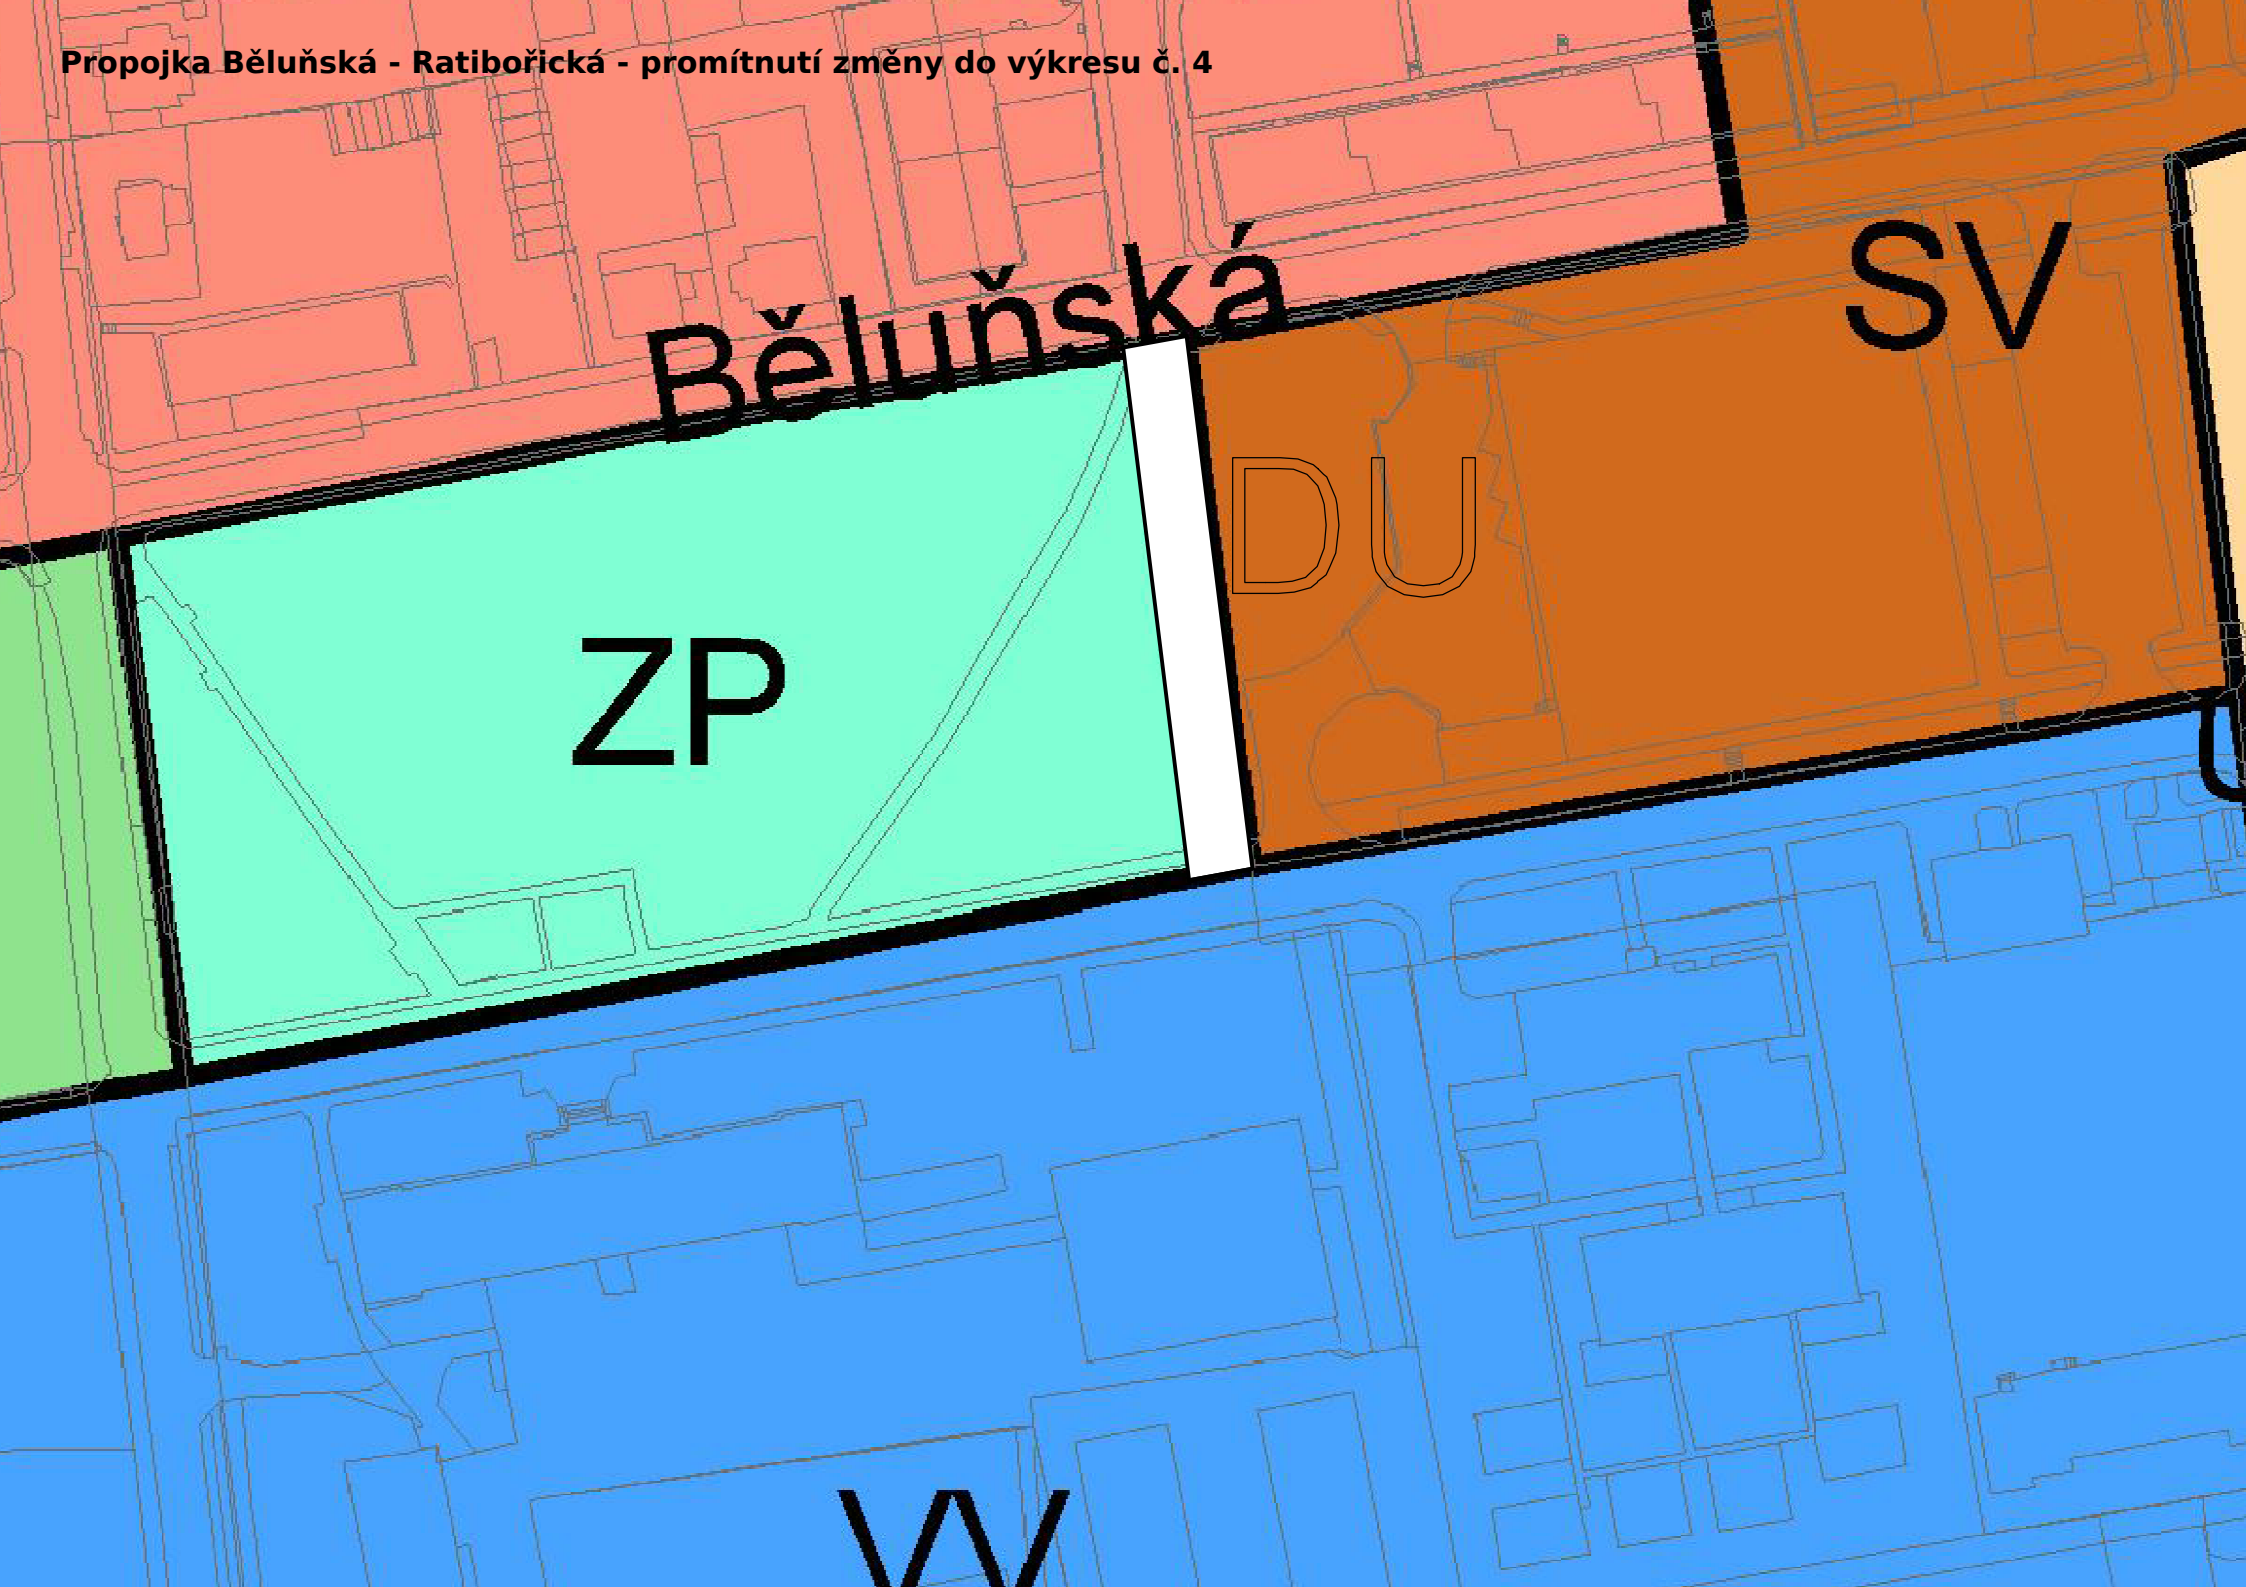 Propojka Běluňská - Ratibořická - promítnutí změny do výkresu č. 4
Běluňská
SV
DU
ZP
VV